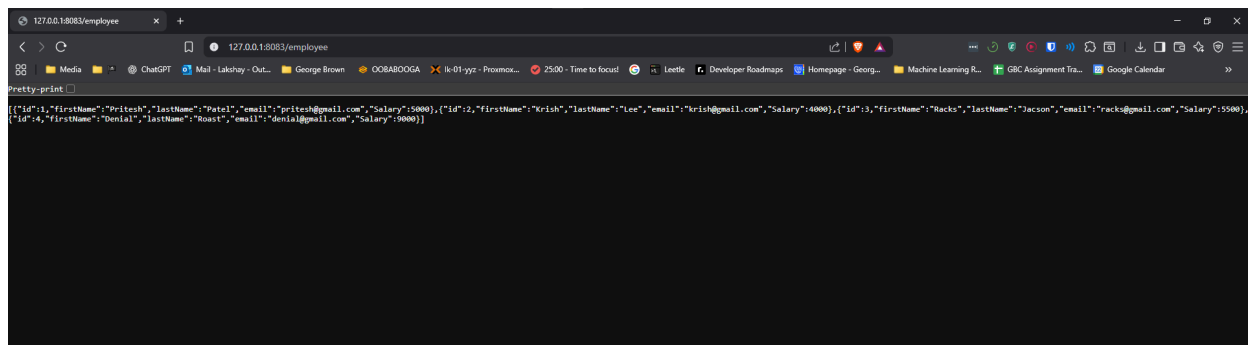 127.0.0.1:8083/employee
127.0.0.1:8083/employee
Media ChatGPT Mail - Lakshay - Out... George Brown OOBABOOGA lk-01-yyz - Proxmox... 25:00 - Time to focus! Leetle Developer Roadmaps Homepage - Georg... Machine Learning R... GBC Assignment Tra... Google Calendar
Pretty-print
[{"id":1,"firstName":"Pritesh","lastName":"Patel","email":"pritesh@gmail.com","Salary":5000},{"id":2,"firstName":"Krish","lastName":"Lee","email":"krish@gmail.com","Salary":4000},{"id":3,"firstName":"Racks","lastName":"Jacson","email":"racks@gmail.com","Salary":5500},
{"id":4,"firstName":"Denial","lastName":"Roast","email":"denial@gmail.com","Salary":9000}]